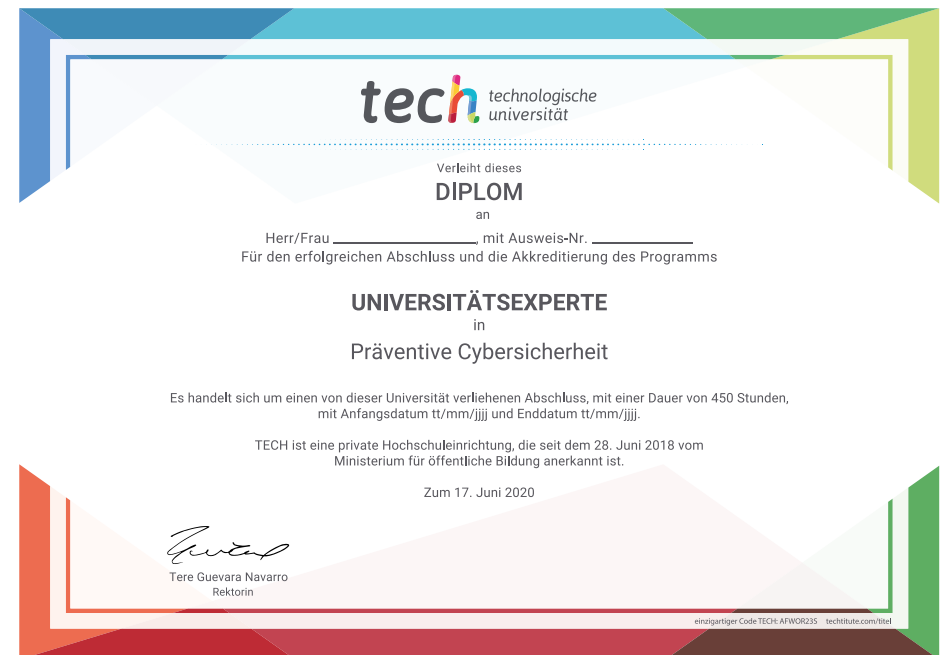 tech technologische
universität
Verleiht dieses
DIPLOM
an
Herr/Frau ____________, mit Ausweis-Nr. ____________
Für den erfolgreichen Abschluss und die Akkreditierung des Programms
UNIVERSITÄTSEXPERTE
in
Präventive Cybersicherheit
Es handelt sich um einen von dieser Universität verliehenen Abschluss, mit einer Dauer von 450 Stunden,
mit Anfangsdatum tt/mm/jjjj und Enddatum tt/mm/jjjj.
TECH ist eine private Hochschuleinrichtung, die seit dem 28. Juni 2018 vom
Ministerium für öffentliche Bildung anerkannt ist.
Zum 17. Juni 2020
Tere Guevara Navarro
Rektorin
einzigartiger Code TECH: AFWOR23S techtitute.com/titel